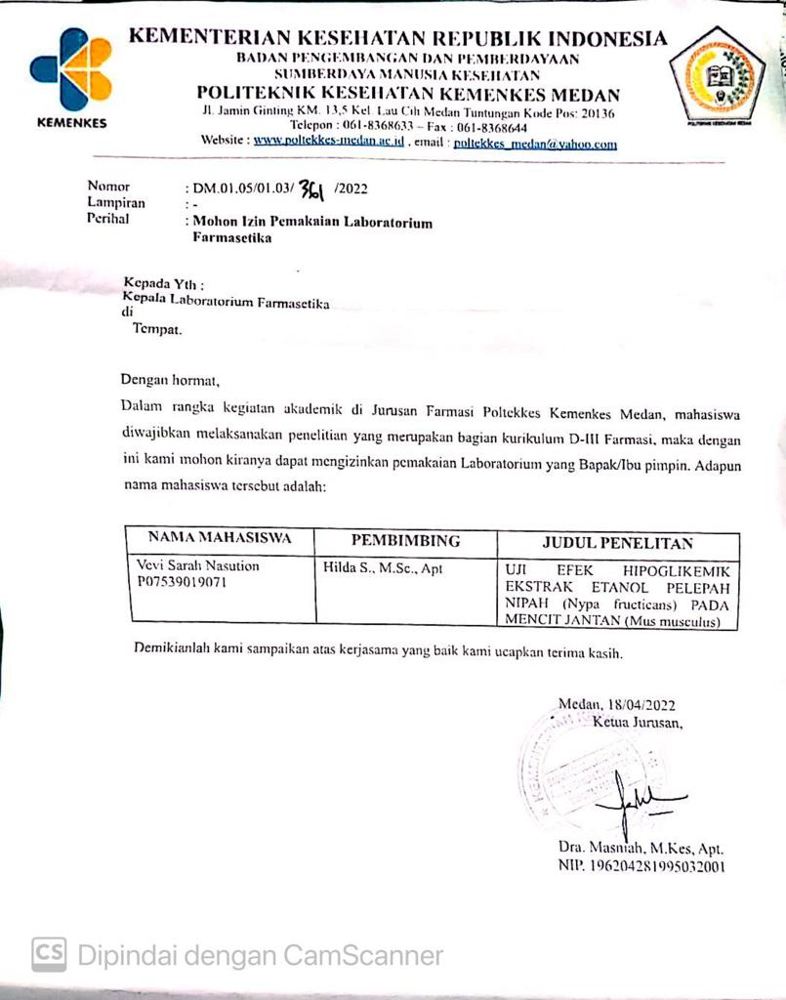 KEMENTERIAN KESEHATAN REPUBLIK INDONESIA
BADAN PENGEMBANGAN DAN PEMBERDAYAAN
SUMBERDAYA MANUSIA KESEHATAN
POLITEKNIK KESEHATAN KEMENKES MEDAN
Jl. Jamin Ginting KM. 13,5 Kel. Lau Cih Medan Tuntungan Kode Pos: 20136
Telepon : 061-8368633 – Fax : 061-8368644
Website : www.poltekkes-medan.ac.id , email : poltekkes_medan@yahoo.com
KEMENKES
Nomor : DM.01.05/01.03/ 361 /2022
Lampiran : -
Perihal : Mohon Izin Pemakaian Laboratorium
Farmasetika
Kepada Yth :
Kepala Laboratorium Farmasetika
di
Tempat.
Dengan hormat,
Dalam rangka kegiatan akademik di Jurusan Farmasi Poltekkes Kemenkes Medan, mahasiswa
diwajibkan melaksanakan penelitian yang merupakan bagian kurikulum D-III Farmasi, maka dengan
ini kami mohon kiranya dapat mengizinkan pemakaian Laboratorium yang Bapak/Ibu pimpin. Adapun
nama mahasiswa tersebut adalah:
NAMA MAHASISWA PEMBIMBING JUDUL PENELITAN
Vevi Sarah Nasution Hilda S., M.Sc., Apt UJI EFEK HIPOGLIKEMIK
P07539019071 EKSTRAK ETANOL PELEPAH
NIPAH (Nypa fructicans) PADA
MENCIT JANTAN (Mus musculus)
Demikianlah kami sampaikan atas kerjasama yang baik kami ucapkan terima kasih.
Medan, 18/04/2022
Ketua Jurusan,
Dra. Masniah, M.Kes, Apt.
NIP. 196204281995032001
CS Dipindai dengan CamScanner